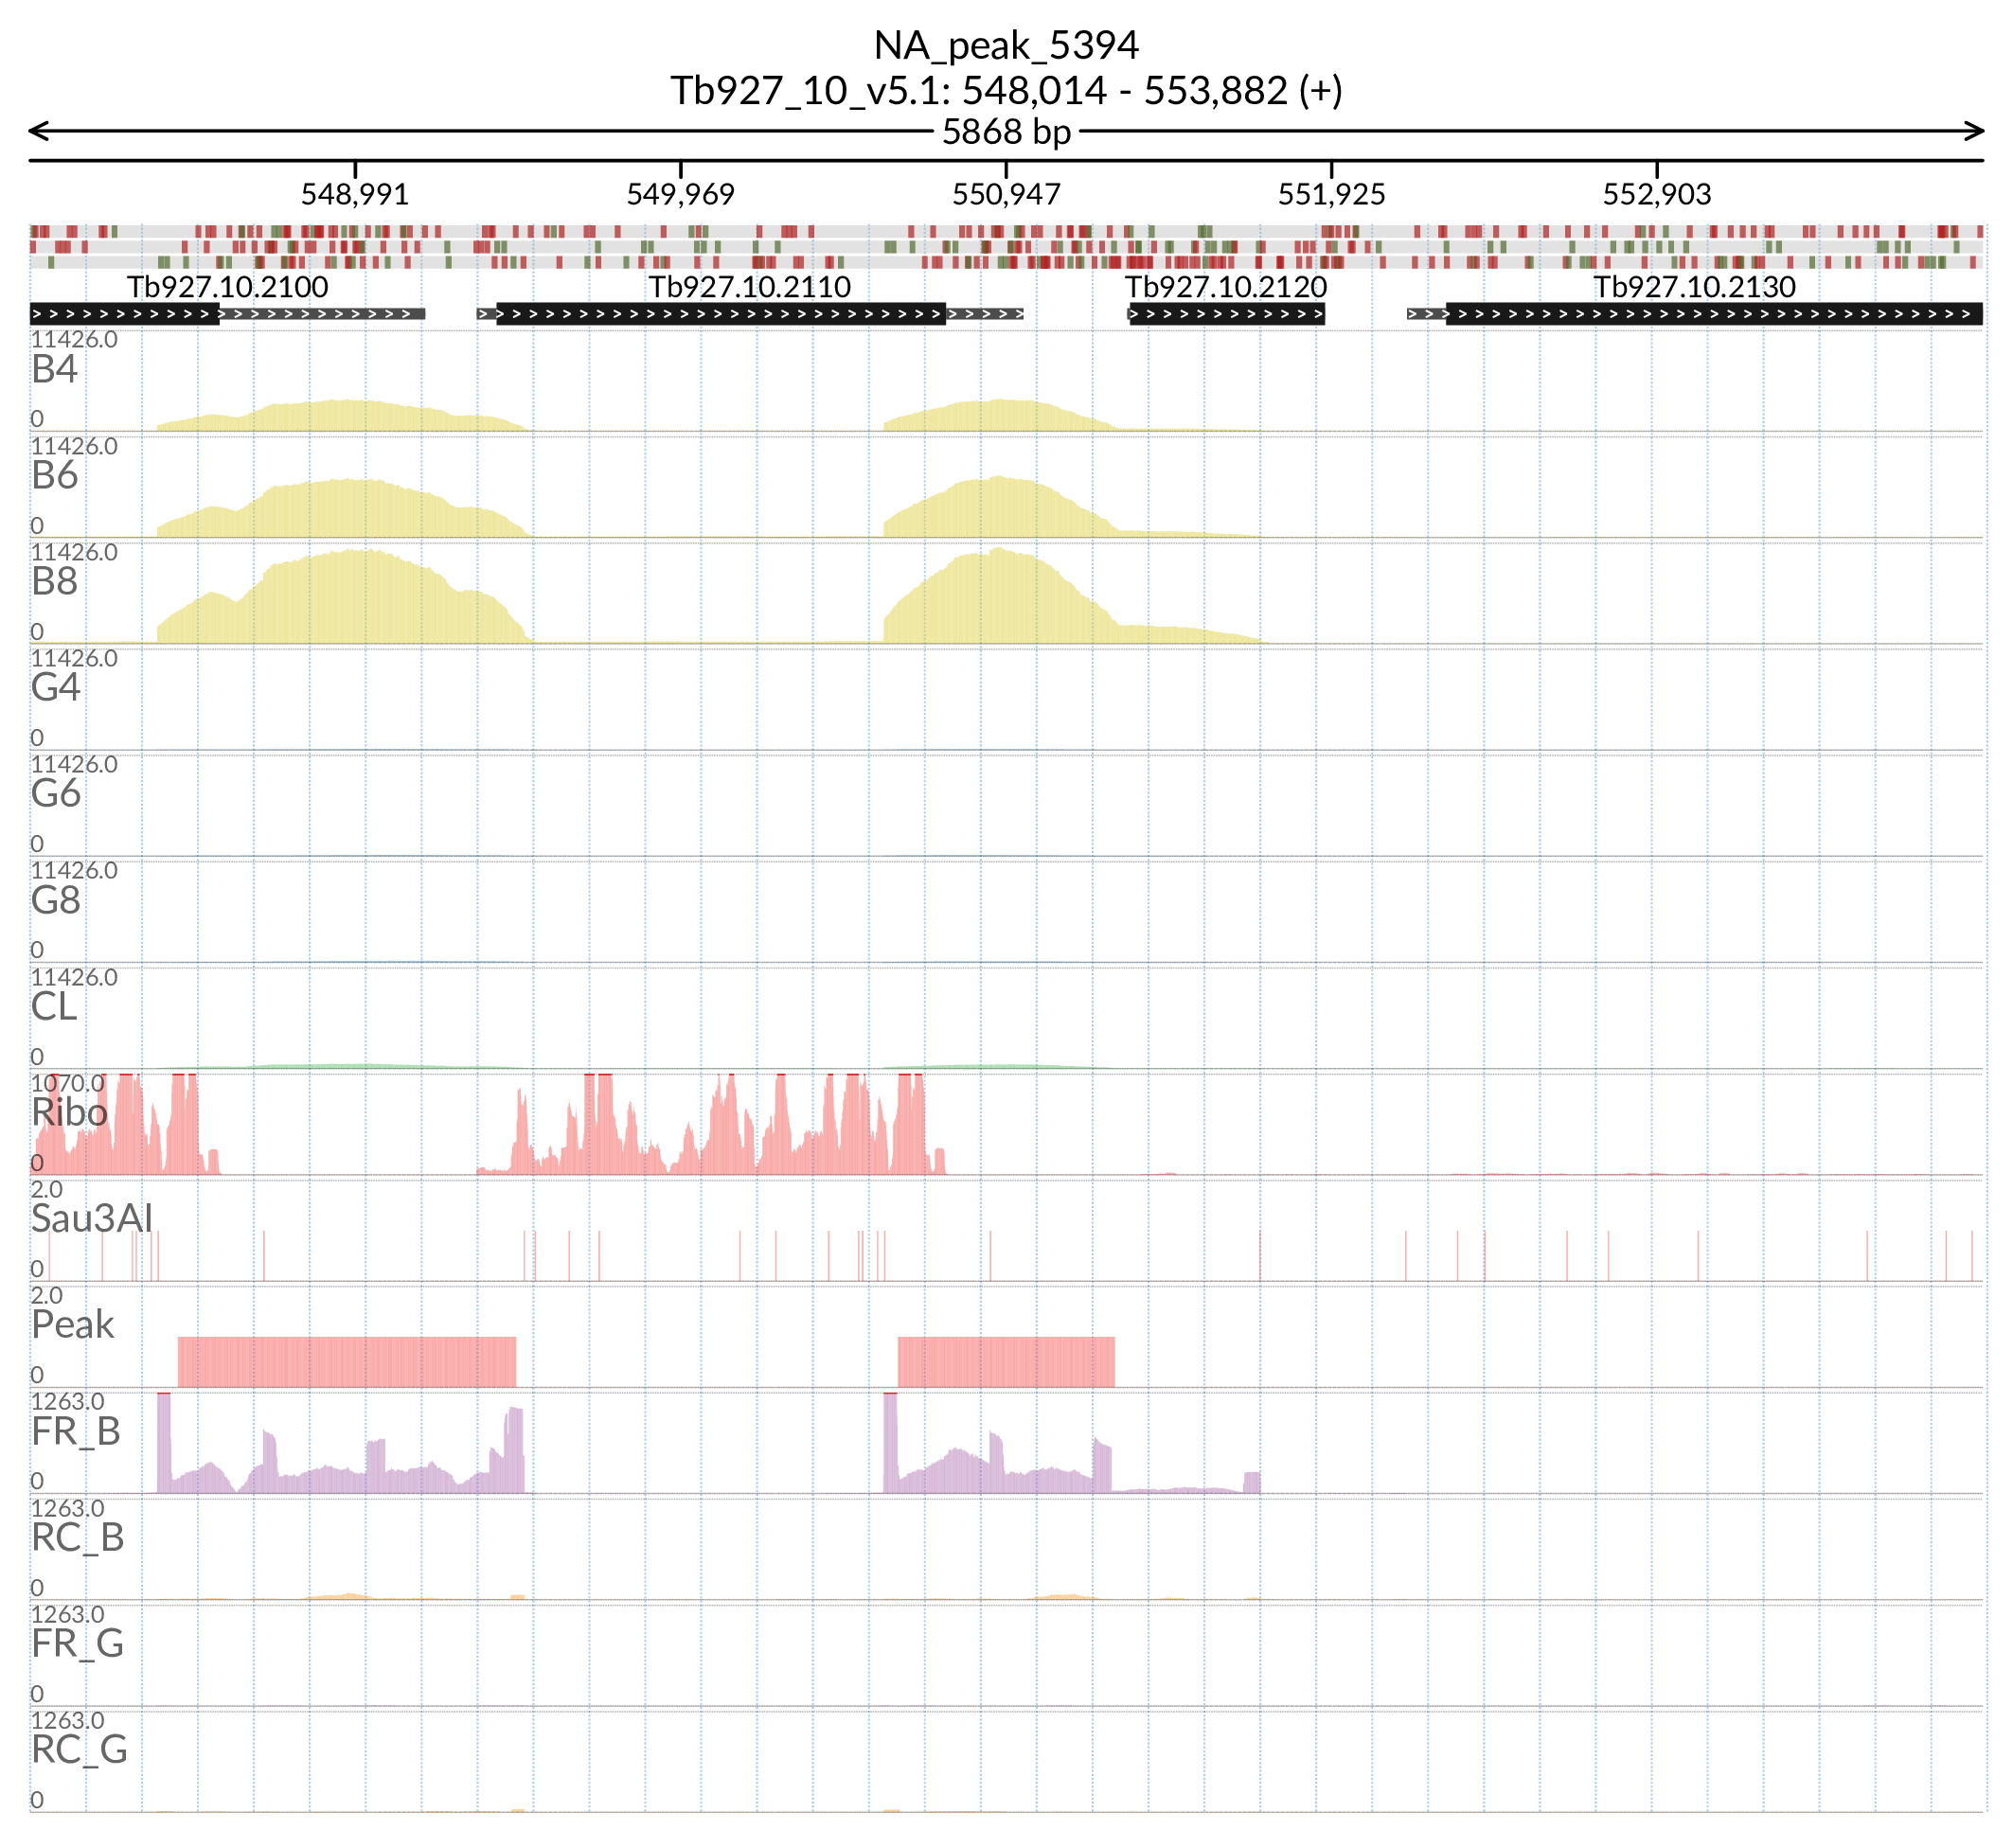 NA_peak_5394
Tb927_10_v5.1: 548,014 - 553,882 (+)
5868 bp
548,991 549,969 550,947 551,925 552,903
Tb927.10.2100 Tb927.10.2110 Tb927.10.2120 Tb927.10.2130
11426.0
B4
0
11426.0
B6
0
11426.0
B8
0
11426.0
G4
0
11426.0
G6
0
11426.0
G8
0
11426.0
CL
0
1070.0
Ribo
0
2.0
Sau3AI
0
2.0
Peak
0
1263.0
FR_B
0
1263.0
RC_B
0
1263.0
FR_G
0
1263.0
RC_G
0